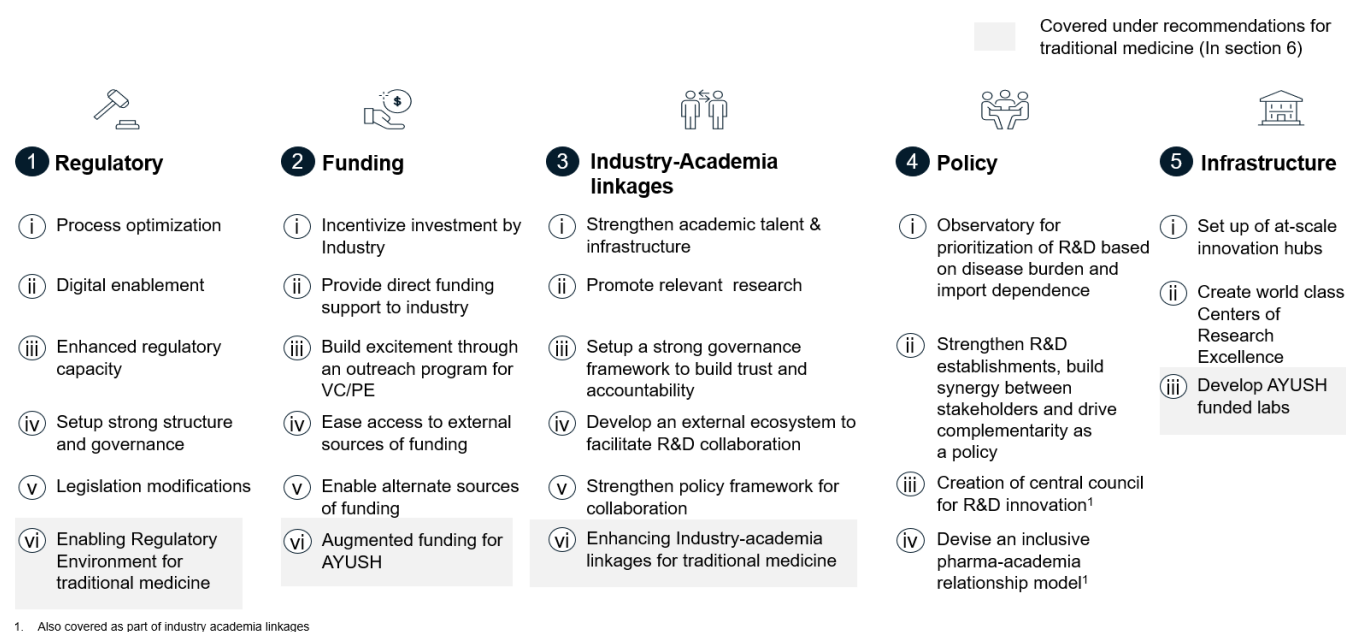 Covered under recommendations for
traditional medicine (In section 6)
$
1 Regulatory
i Process optimization
ii Digital enablement
iii Enhanced regulatory
capacity
iv Setup strong structure
and governance
v Legislation modifications
vi Enabling Regulatory
Environment for
traditional medicine
2 Funding
i Incentivize investment by
Industry
ii Provide direct funding
support to industry
iii Build excitement through
an outreach program for
VC/PE
iv Ease access to external
sources of funding
v Enable alternate sources
of funding
vi Augmented funding for
AYUSH
3 Industry-Academia
linkages
i Strengthen academic talent &
infrastructure
ii Promote relevant research
iii Setup a strong governance
framework to build trust and
accountability
iv Develop an external ecosystem to
facilitate R&D collaboration
v Strengthen policy framework for
collaboration
vi Enhancing Industry-academia
linkages for traditional medicine
4 Policy
i Observatory for
prioritization of R&D based
on disease burden and
import dependence
ii Strengthen R&D
establishments, build
synergy between
stakeholders and drive
complementarity as
a policy
iii Creation of central council
for R&D innovation¹
iv Devise an inclusive
pharma-academia
relationship model¹
5 Infrastructure
i Set up of at-scale
innovation hubs
ii Create world class
Centers of
Research
Excellence
iii Develop AYUSH
funded labs
1. Also covered as part of industry academia linkages